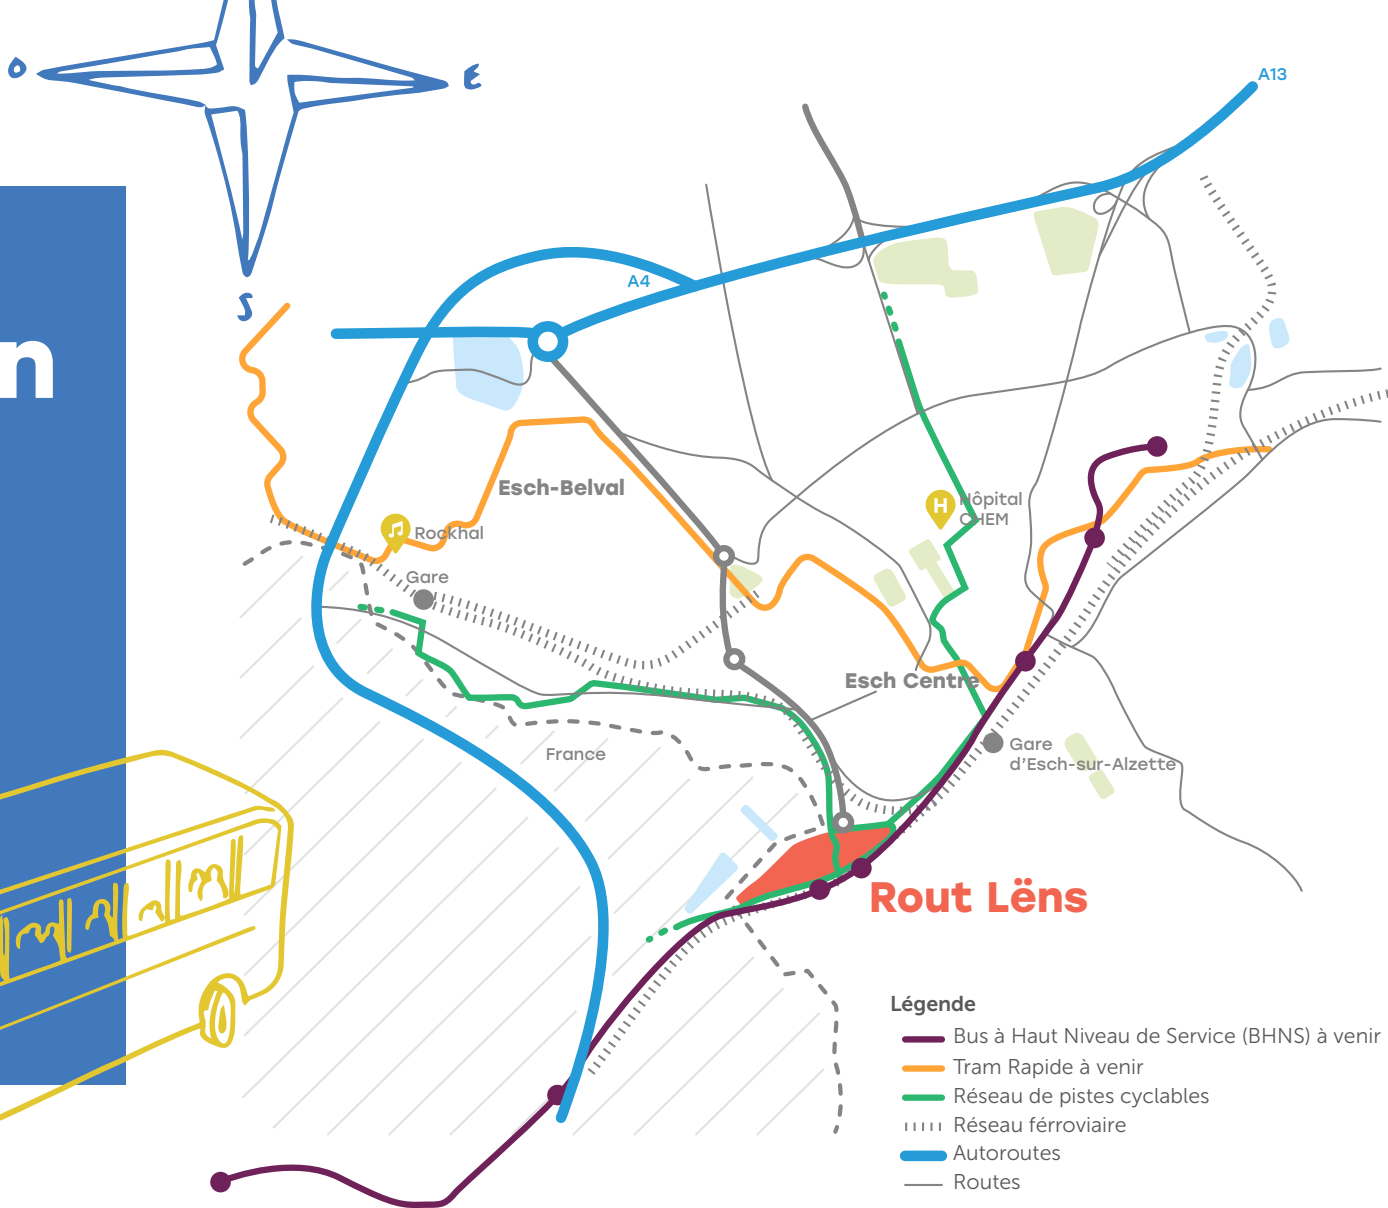 O
E
S
n
A13
A4
Esch-Belval
Rockhal
Gare
H
Hôpital
CHEM
Esch Centre
France
Gare
d'Esch-sur-Alzette
Rout Lëns
Légende
Bus à Haut Niveau de Service (BHNS) à venir
Tram Rapide à venir
Réseau de pistes cyclables
Réseau férroviaire
Autoroutes
Routes